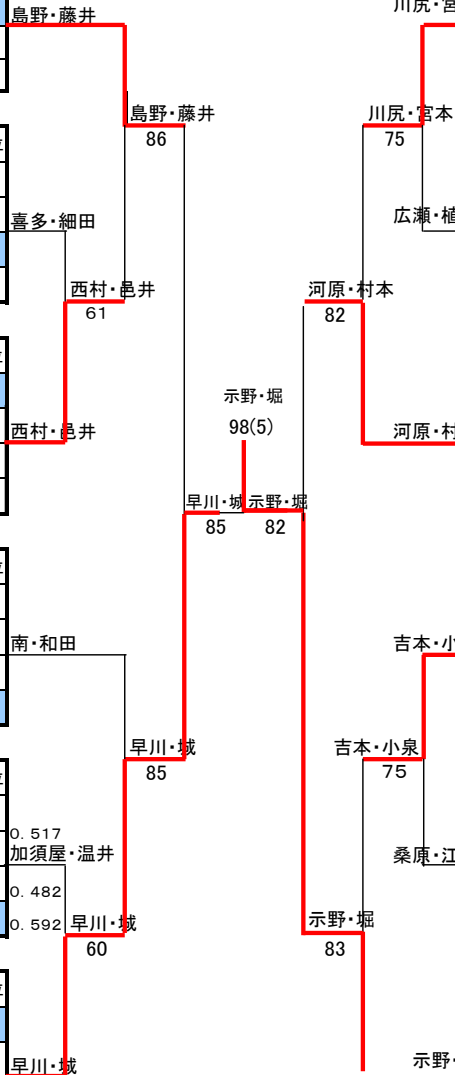 島野・藤井
川尻・宮
島野・藤井
86
川尻・宮本
75
位
喜多・細田
広瀬・植
西村・邑井
61
河原・村本
82
位
西村・邑井
示野・堀
98(5)
河原・村
早川・城
85
示野・堀
82
位
南・和田
吉本・小
早川・城
85
吉本・小泉
75
位
0.517
加須屋・温井
桑原・江
0.482
0.592
早川・城
60
示野・堀
83
位
早川・城
示野・